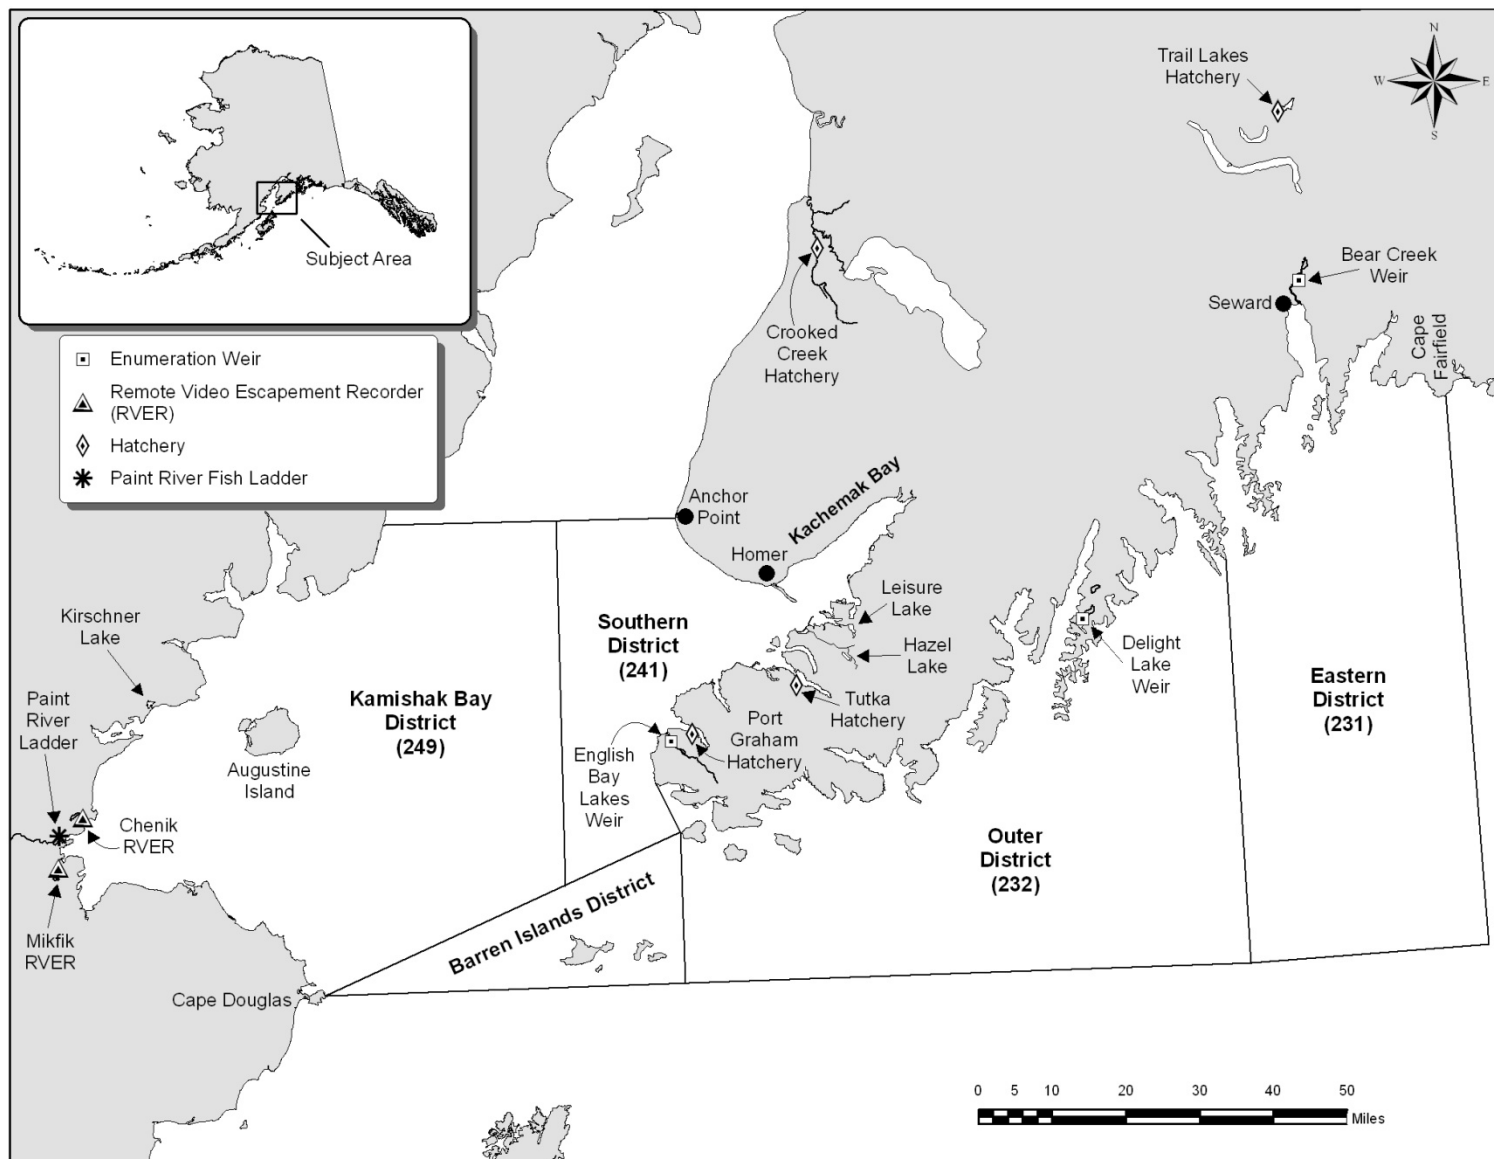 Subject Area
Enumeration Weir
Remote Video Escapement Recorder
(RVER)
Hatchery
Paint River Fish Ladder
N
W
E
S
Trail Lakes
Hatchery
Bear Creek
Weir
Seward
Cape
Fairfield
Crooked
Creek
Hatchery
Anchor
Point
Kachemak Bay
Homer
Leisure
Lake
Hazel
Lake
Southern
District
(241)
Kirschner
Lake
Paint
River
Ladder
Kamishak Bay
District
(249)
Augustine
Island
Tutka
Hatchery
Port
Graham
Hatchery
English
Bay
Lakes
Weir
Delight
Lake
Weir
Eastern
District
(231)
Outer
District
(232)
Chenik
RVER
Mikfik
RVER
Barren Islands District
Cape Douglas
0 5 10 20 30 40 50
Miles